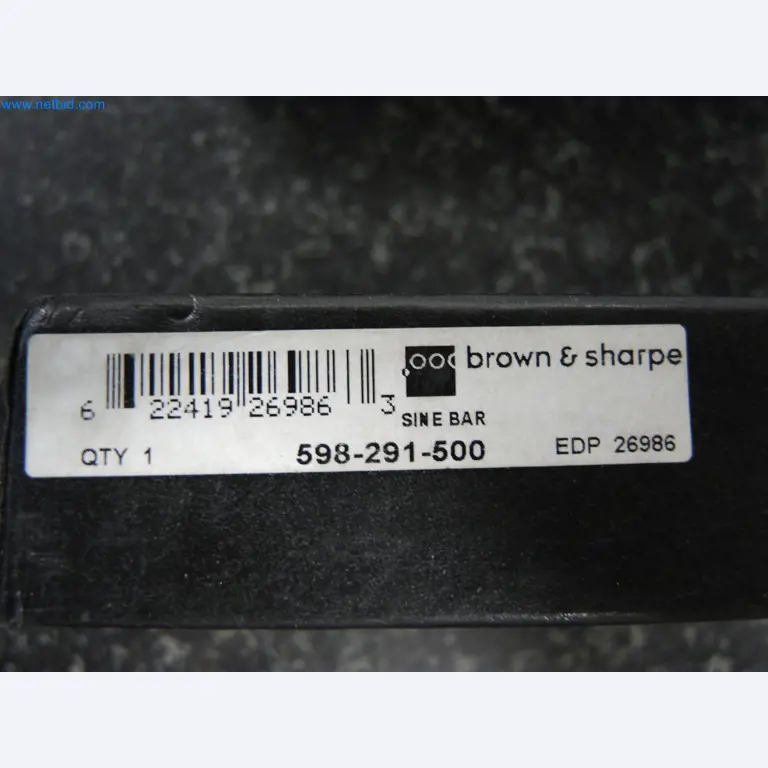 www.netbid.com
brown & sharpe
6 22419 26986 3
SINE BAR
QTY 1 598-291-500 EDP 26986